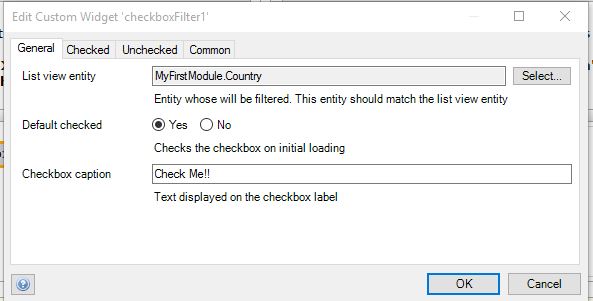 Edit Custom Widget 'checkboxFilter1'
General Checked Unchecked Common
List view entity MyFirstModule.Country Select...
Entity whose will be filtered. This entity should match the list view entity
Default checked Yes No
Checks the checkbox on initial loading
Checkbox caption Check Me!!
Text displayed on the checkbox label
OK Cancel